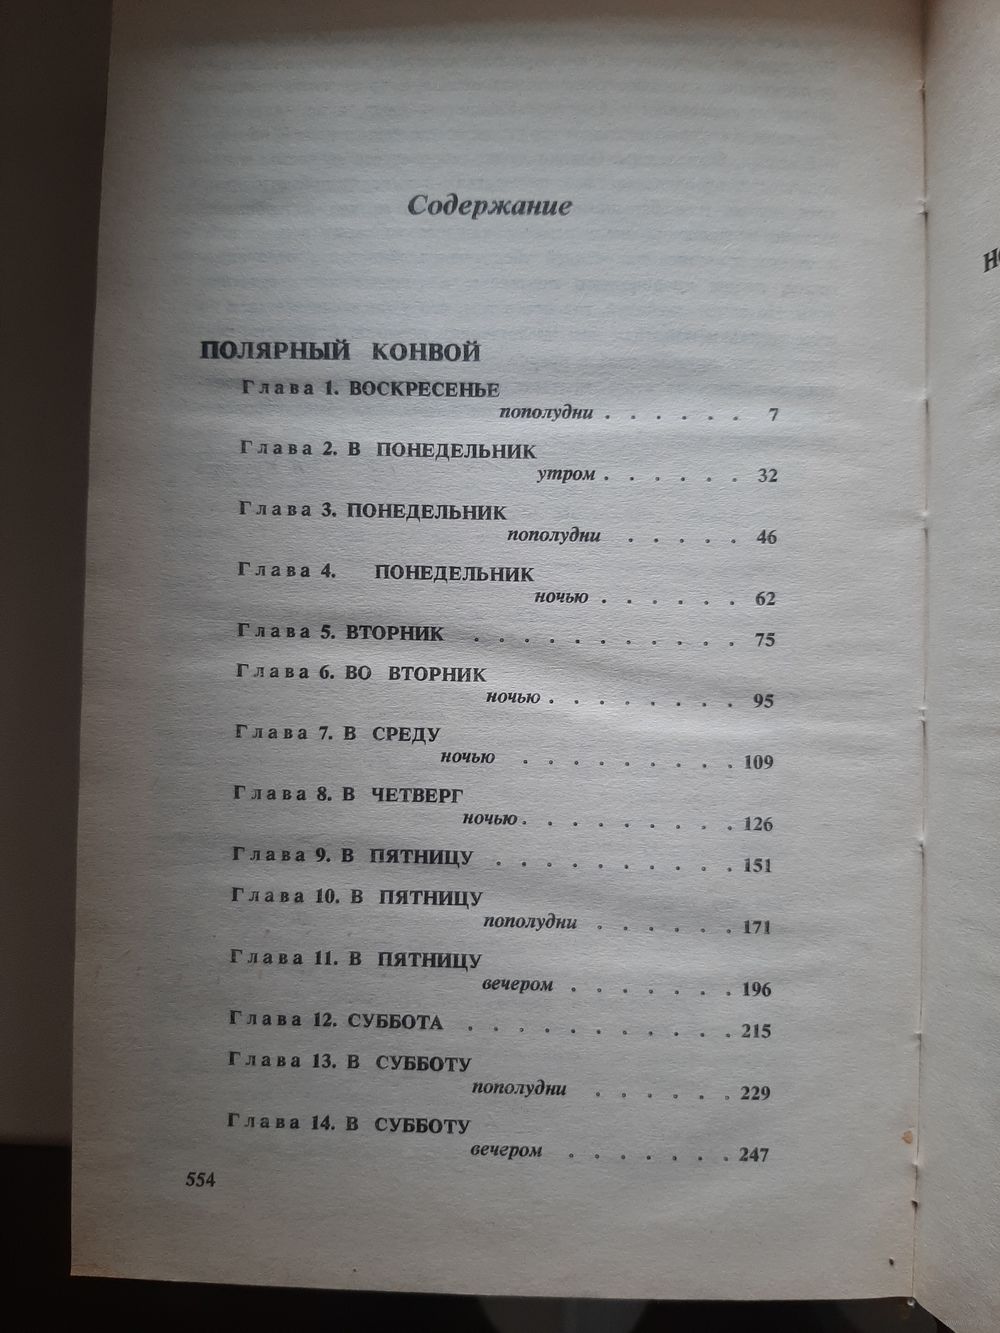 Содержание
ПОЛЯРНЫЙ КОНВОЙ
Глава 1. ВОСКРЕСЕНЬЕ
пополудни . . . . . . 7
Глава 2. В ПОНЕДЕЛЬНИК
утром . . . . . . 32
Глава 3. ПОНЕДЕЛЬНИК
пополудни . . . . . 46
Глава 4. ПОНЕДЕЛЬНИК
ночью . . . . . . 62
Глава 5. ВТОРНИК . . . . . . . . . . . 75
Глава 6. ВО ВТОРНИК
ночью . . . . . . . . 95
Глава 7. В СРЕДУ
ночью . . . . . . . . . 109
Глава 8. В ЧЕТВЕРГ
ночью . . . . . . . . . 126
Глава 9. В ПЯТНИЦУ . . . . . . . . . . 151
Глава 10. В ПЯТНИЦУ
пополудни . . . . . . 171
Глава 11. В ПЯТНИЦУ
вечером . . . . . . . 196
Глава 12. СУББОТА . . . . . . . . . . . 215
Глава 13. В СУББОТУ
пополудни . . . . . . 229
Глава 14. В СУББОТУ
вечером . . . . . . . 247
554